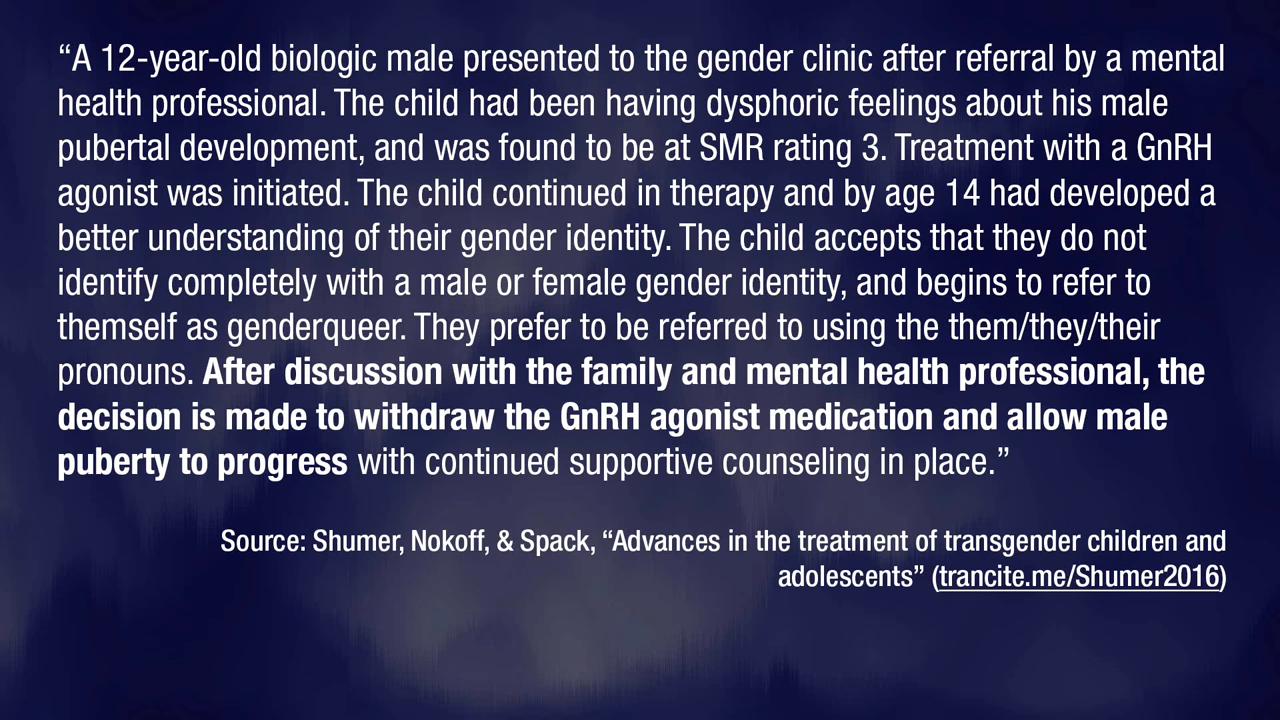 “A 12-year-old biologic male presented to the gender clinic after referral by a mental
health professional. The child had been having dysphoric feelings about his male
pubertal development, and was found to be at SMR rating 3. Treatment with a GnRH
agonist was initiated. The child continued in therapy and by age 14 had developed a
better understanding of their gender identity. The child accepts that they do not
identify completely with a male or female gender identity, and begins to refer to
themself as genderqueer. They prefer to be referred to using the them/they/their
pronouns. After discussion with the family and mental health professional, the
decision is made to withdraw the GnRH agonist medication and allow male
puberty to progress with continued supportive counseling in place.”
Source: Shumer, Nokoff, & Spack, “Advances in the treatment of transgender children and
adolescents” (trancite.me/Shumer2016)